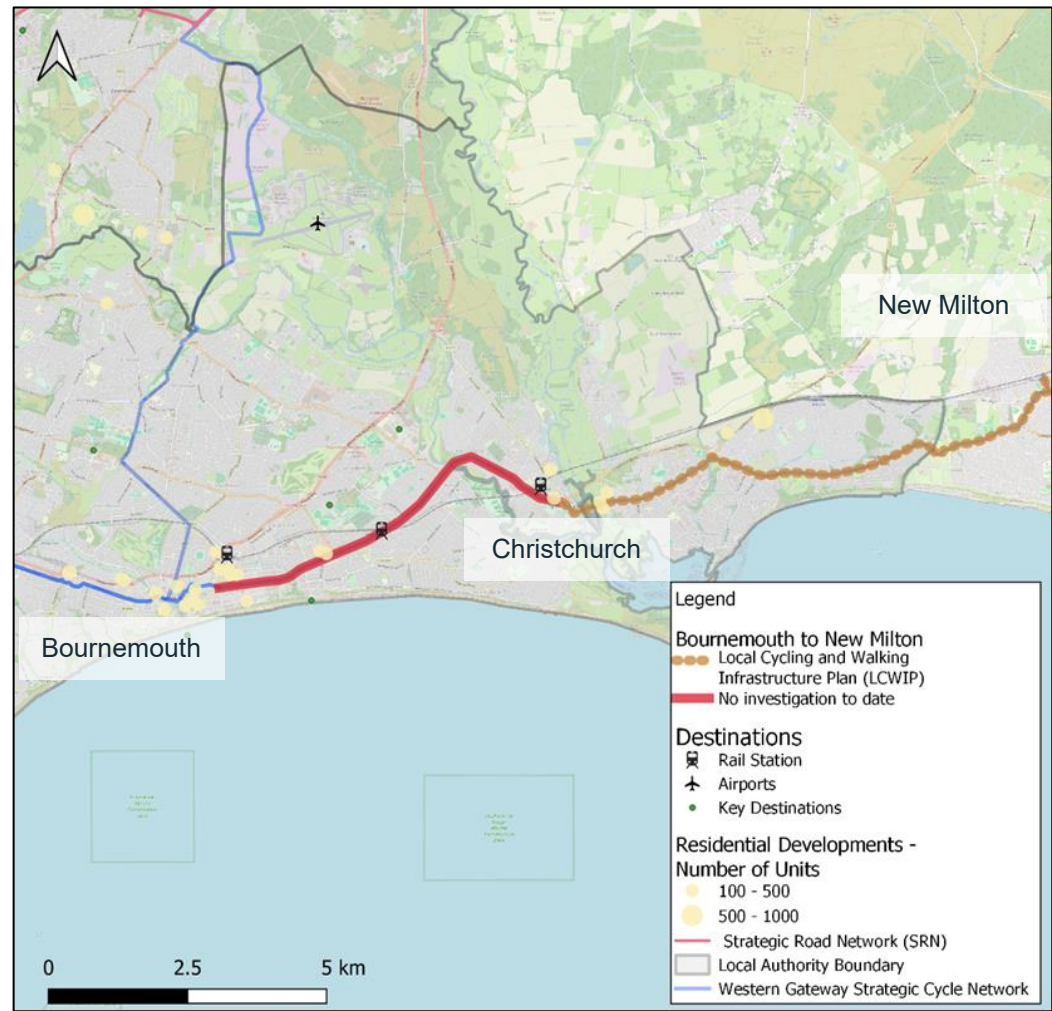 New Milton
Christchurch
Bournemouth
Legend
Bournemouth to New Milton
Local Cycling and Walking
Infrastructure Plan (LCWIP)
No investigation to date
Destinations
Rail Station
Airports
Key Destinations
Residential Developments -
Number of Units
100 - 500
500 - 1000
Strategic Road Network (SRN)
Local Authority Boundary
Western Gateway Strategic Cycle Network
0 2.5 5 km